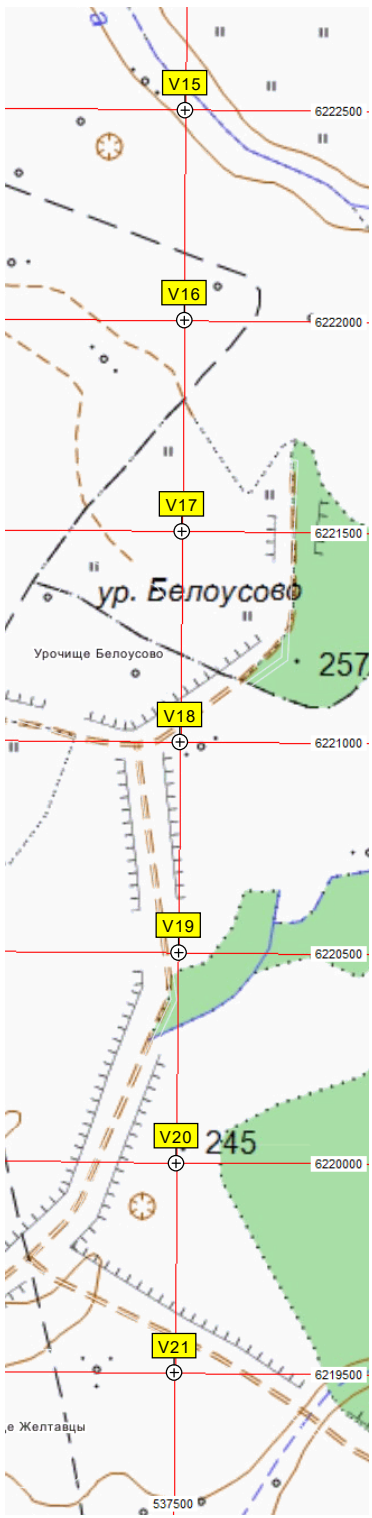 V15
6222500
V16
6222000
V17
6221500
ур. Белоусово
Урочище Белоусово
257
V18
6221000
V19
6220500
V20
245
6220000
V21
6219500
е Желтавцы
537500